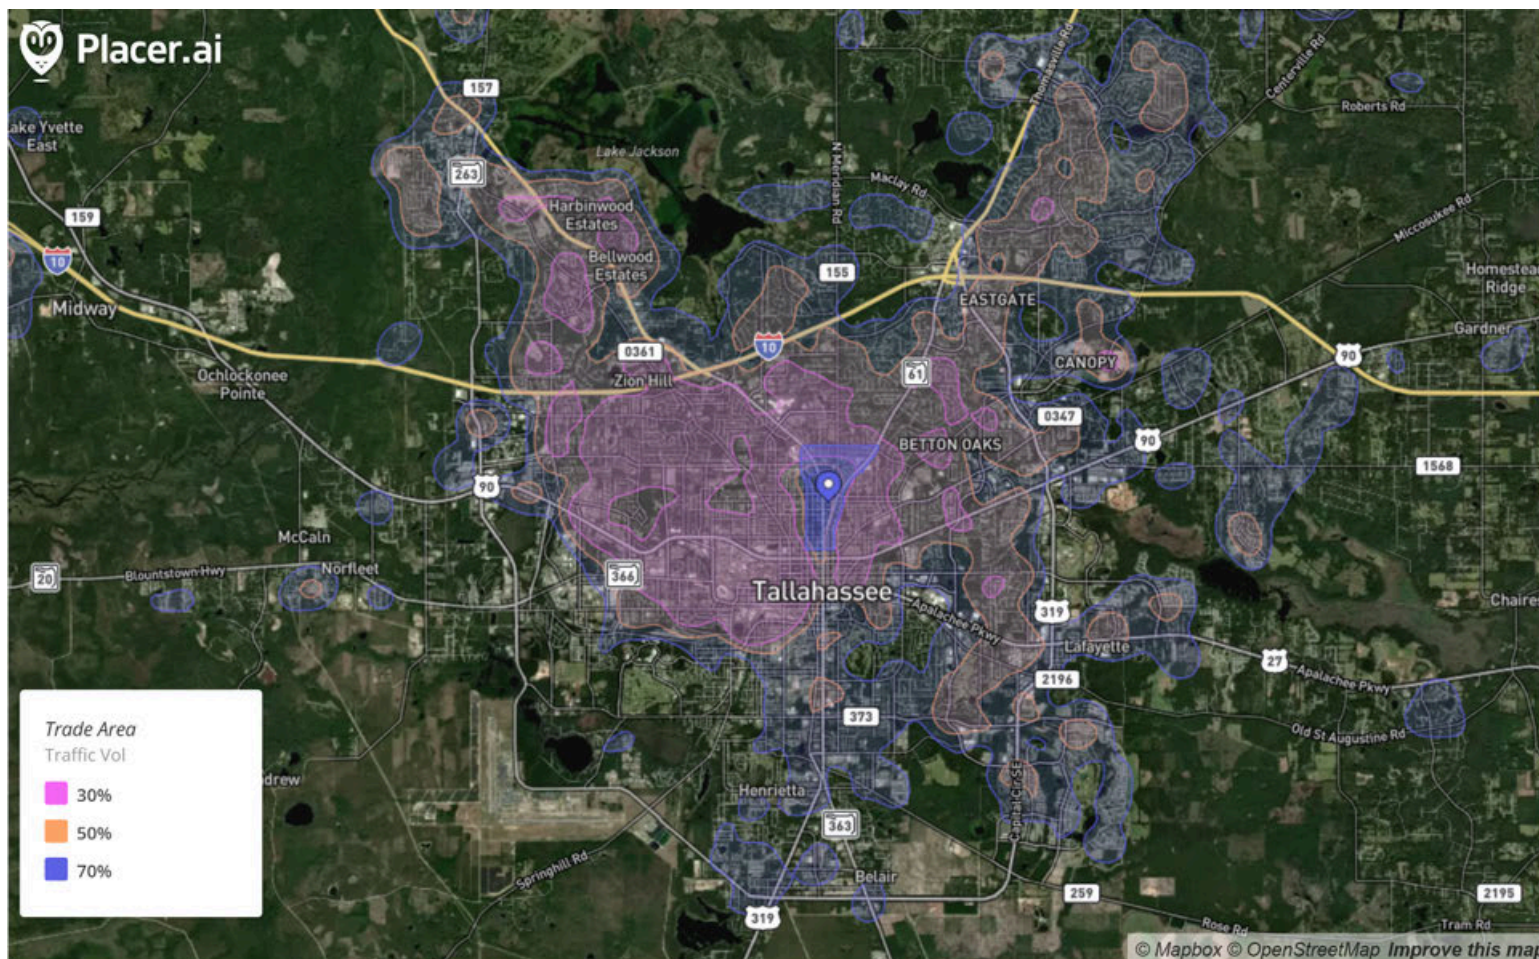 Placer.ai
157
Thomasville Rd
Centerville Rd
Roberts Rd
ake Yvette
East
Lake Jackson
N Meridian Rd
263
Maclay Rd
Harbinwood
Estates
159
Miccosukee Rd
10
Bellwood
Estates
155
Homestea
Ridge
Midway
EASTGATE
Gardner
0361
10
90
CANOPY
61
Zion Hill
Ochlockonee
Point
0347
BETTON OAKS
90
1568
90
McCaln
Norfleet
20
Blountstown Hwy
366
Tallahassee
Apalachee Pkwy
319
Chaire
Lafayette
27
Apalachee Pkwy
2196
373
Old St Augustine Rd
Trade Area
Traffic Vol
30%
50%
70%
drew
Henrietta
Capital Cir SE
363
Springhill Rd
Belair
259
2195
319
Rose Rd
Tram Rd
© Mapbox © OpenStreetMap Improve this map